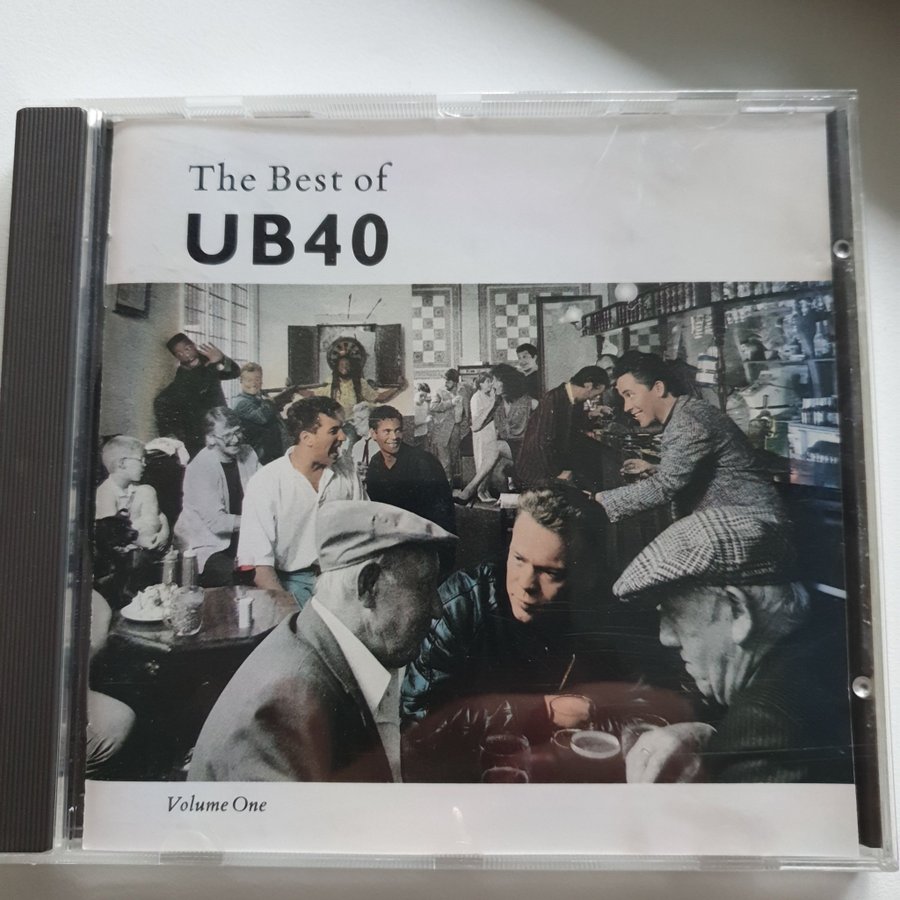 The Best of
UB40
Volume One